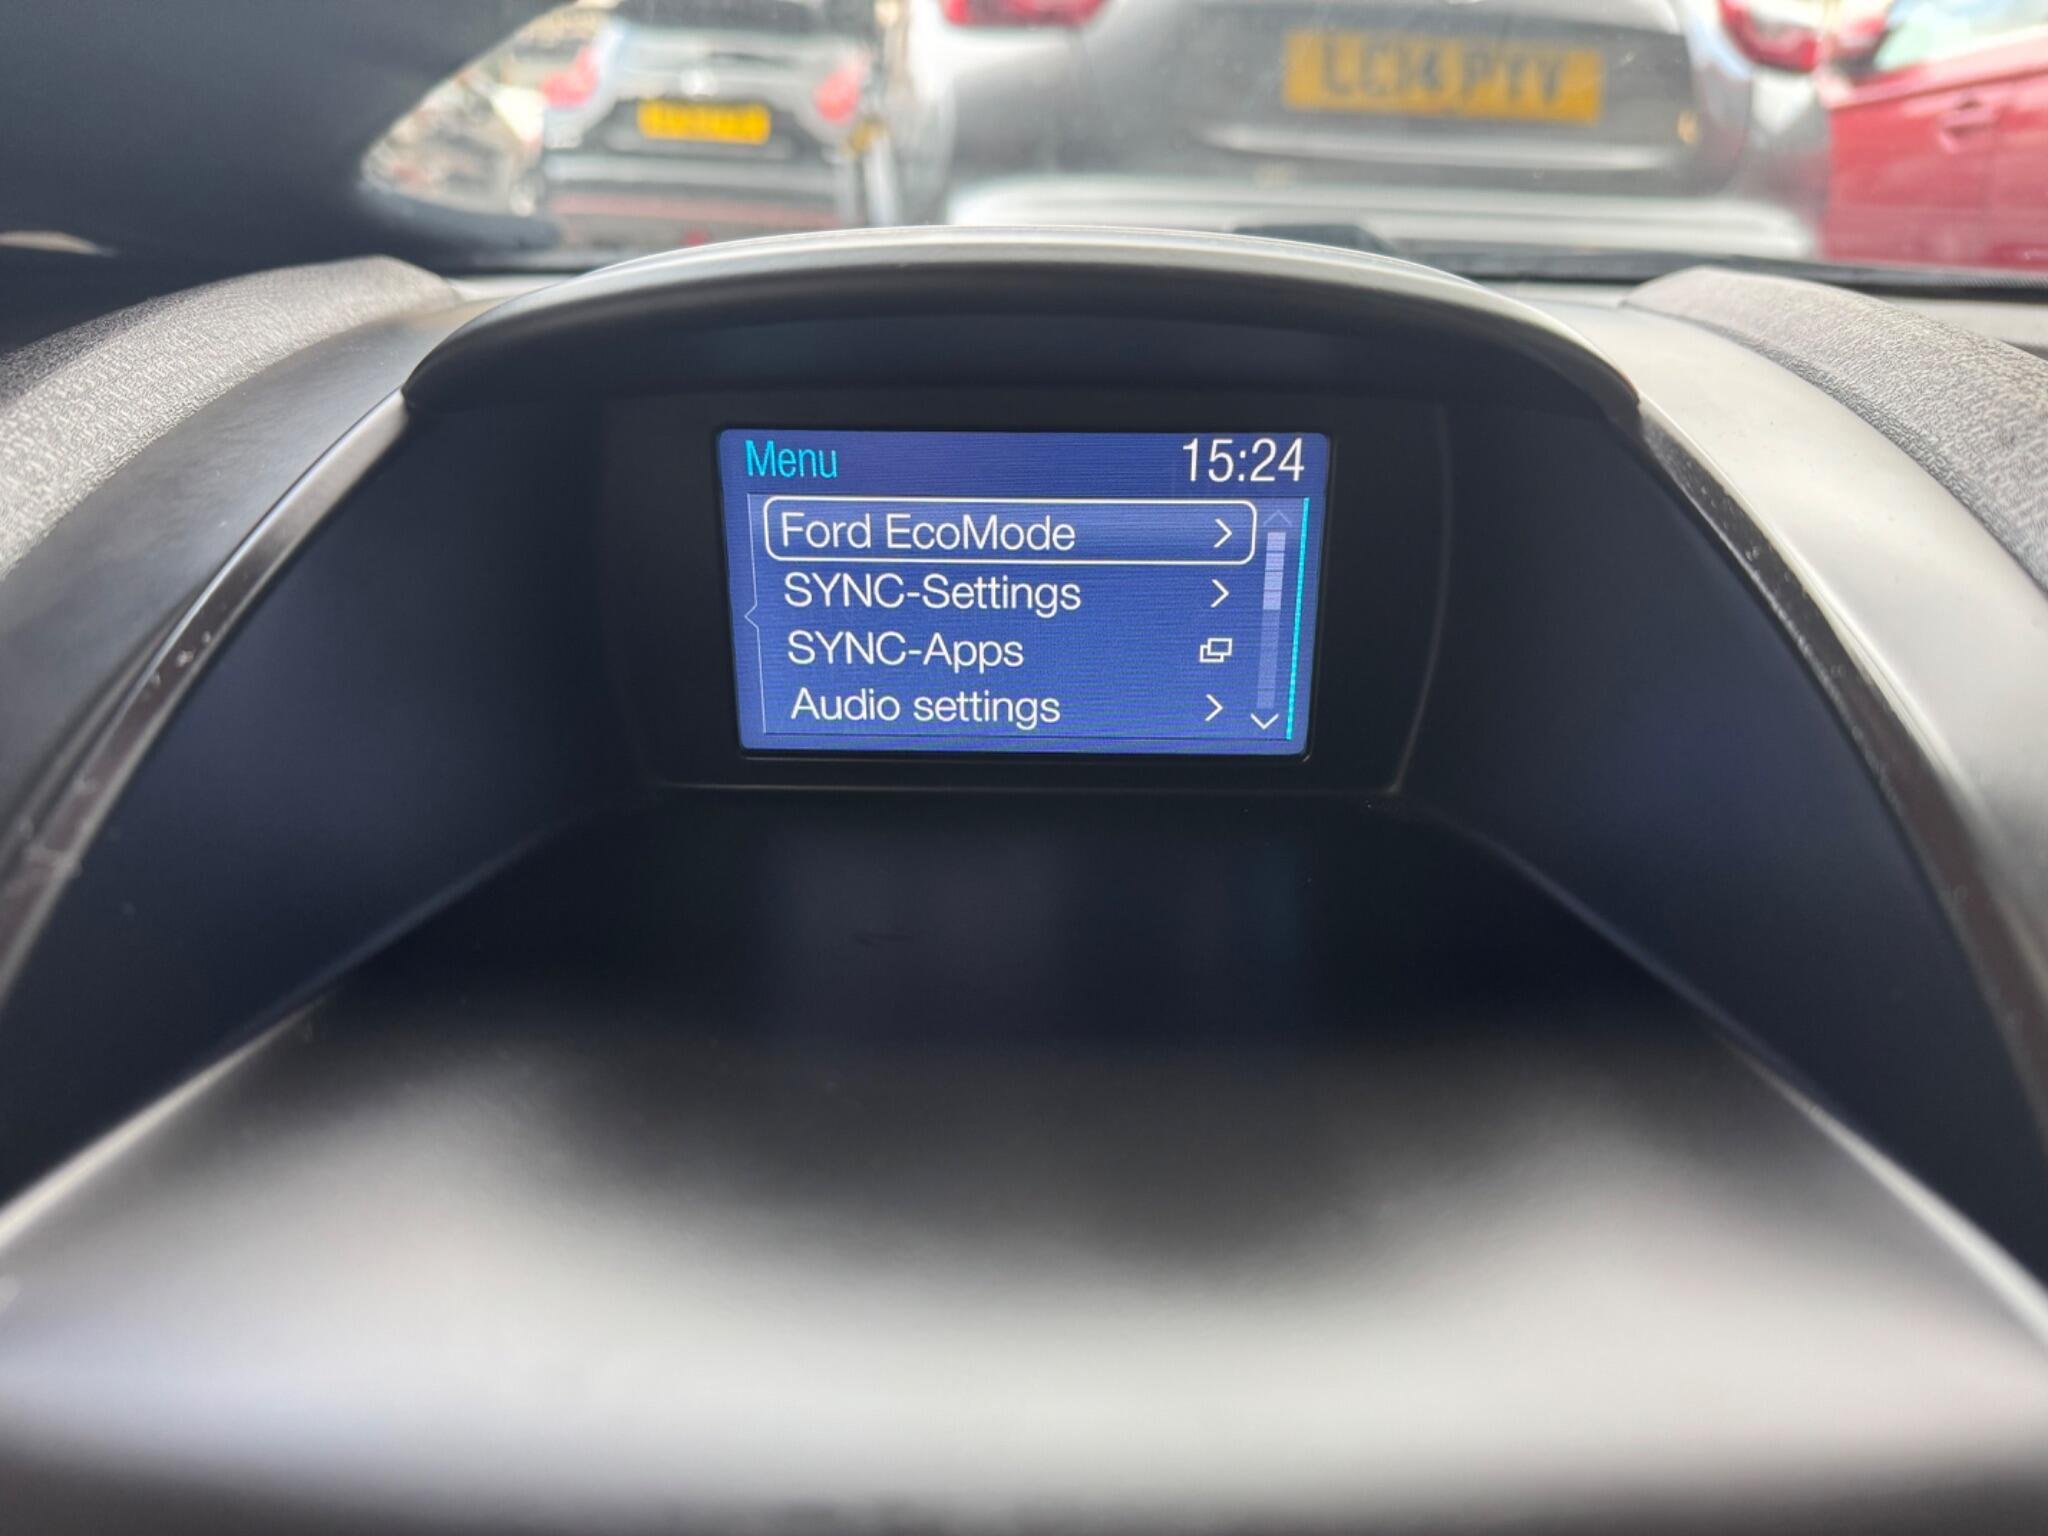 Menu 15:24
Ford EcoMode
SYNC-Settings
SYNC-Apps
Audio settings